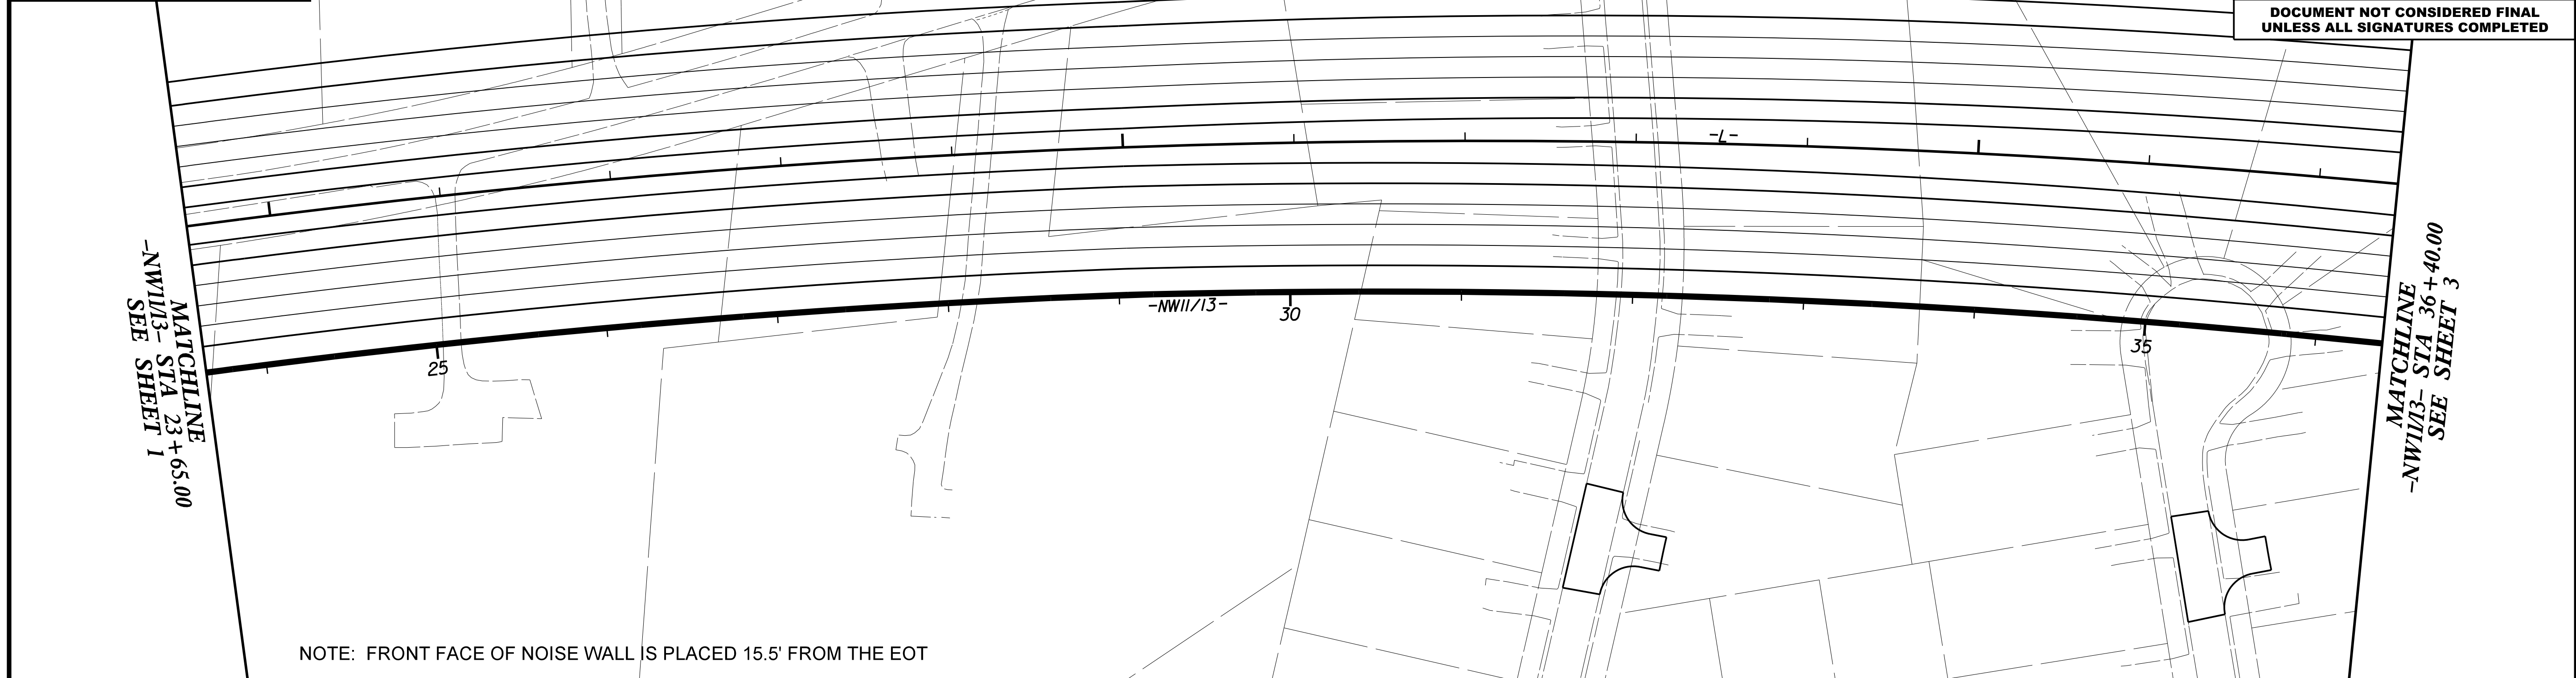 DOCUMENT NOT CONSIDERED FINAL
UNLESS ALL SIGNATURES COMPLETED
-L-
MATCHLINE
-NW11/13- STA 23+65.00
SEE SHEET 1
-NW11/13-
25
30
35
MATCHLINE
-NW11/13- STA 36+40.00
SEE SHEET 3
NOTE: FRONT FACE OF NOISE WALL IS PLACED 15.5' FROM THE EOT